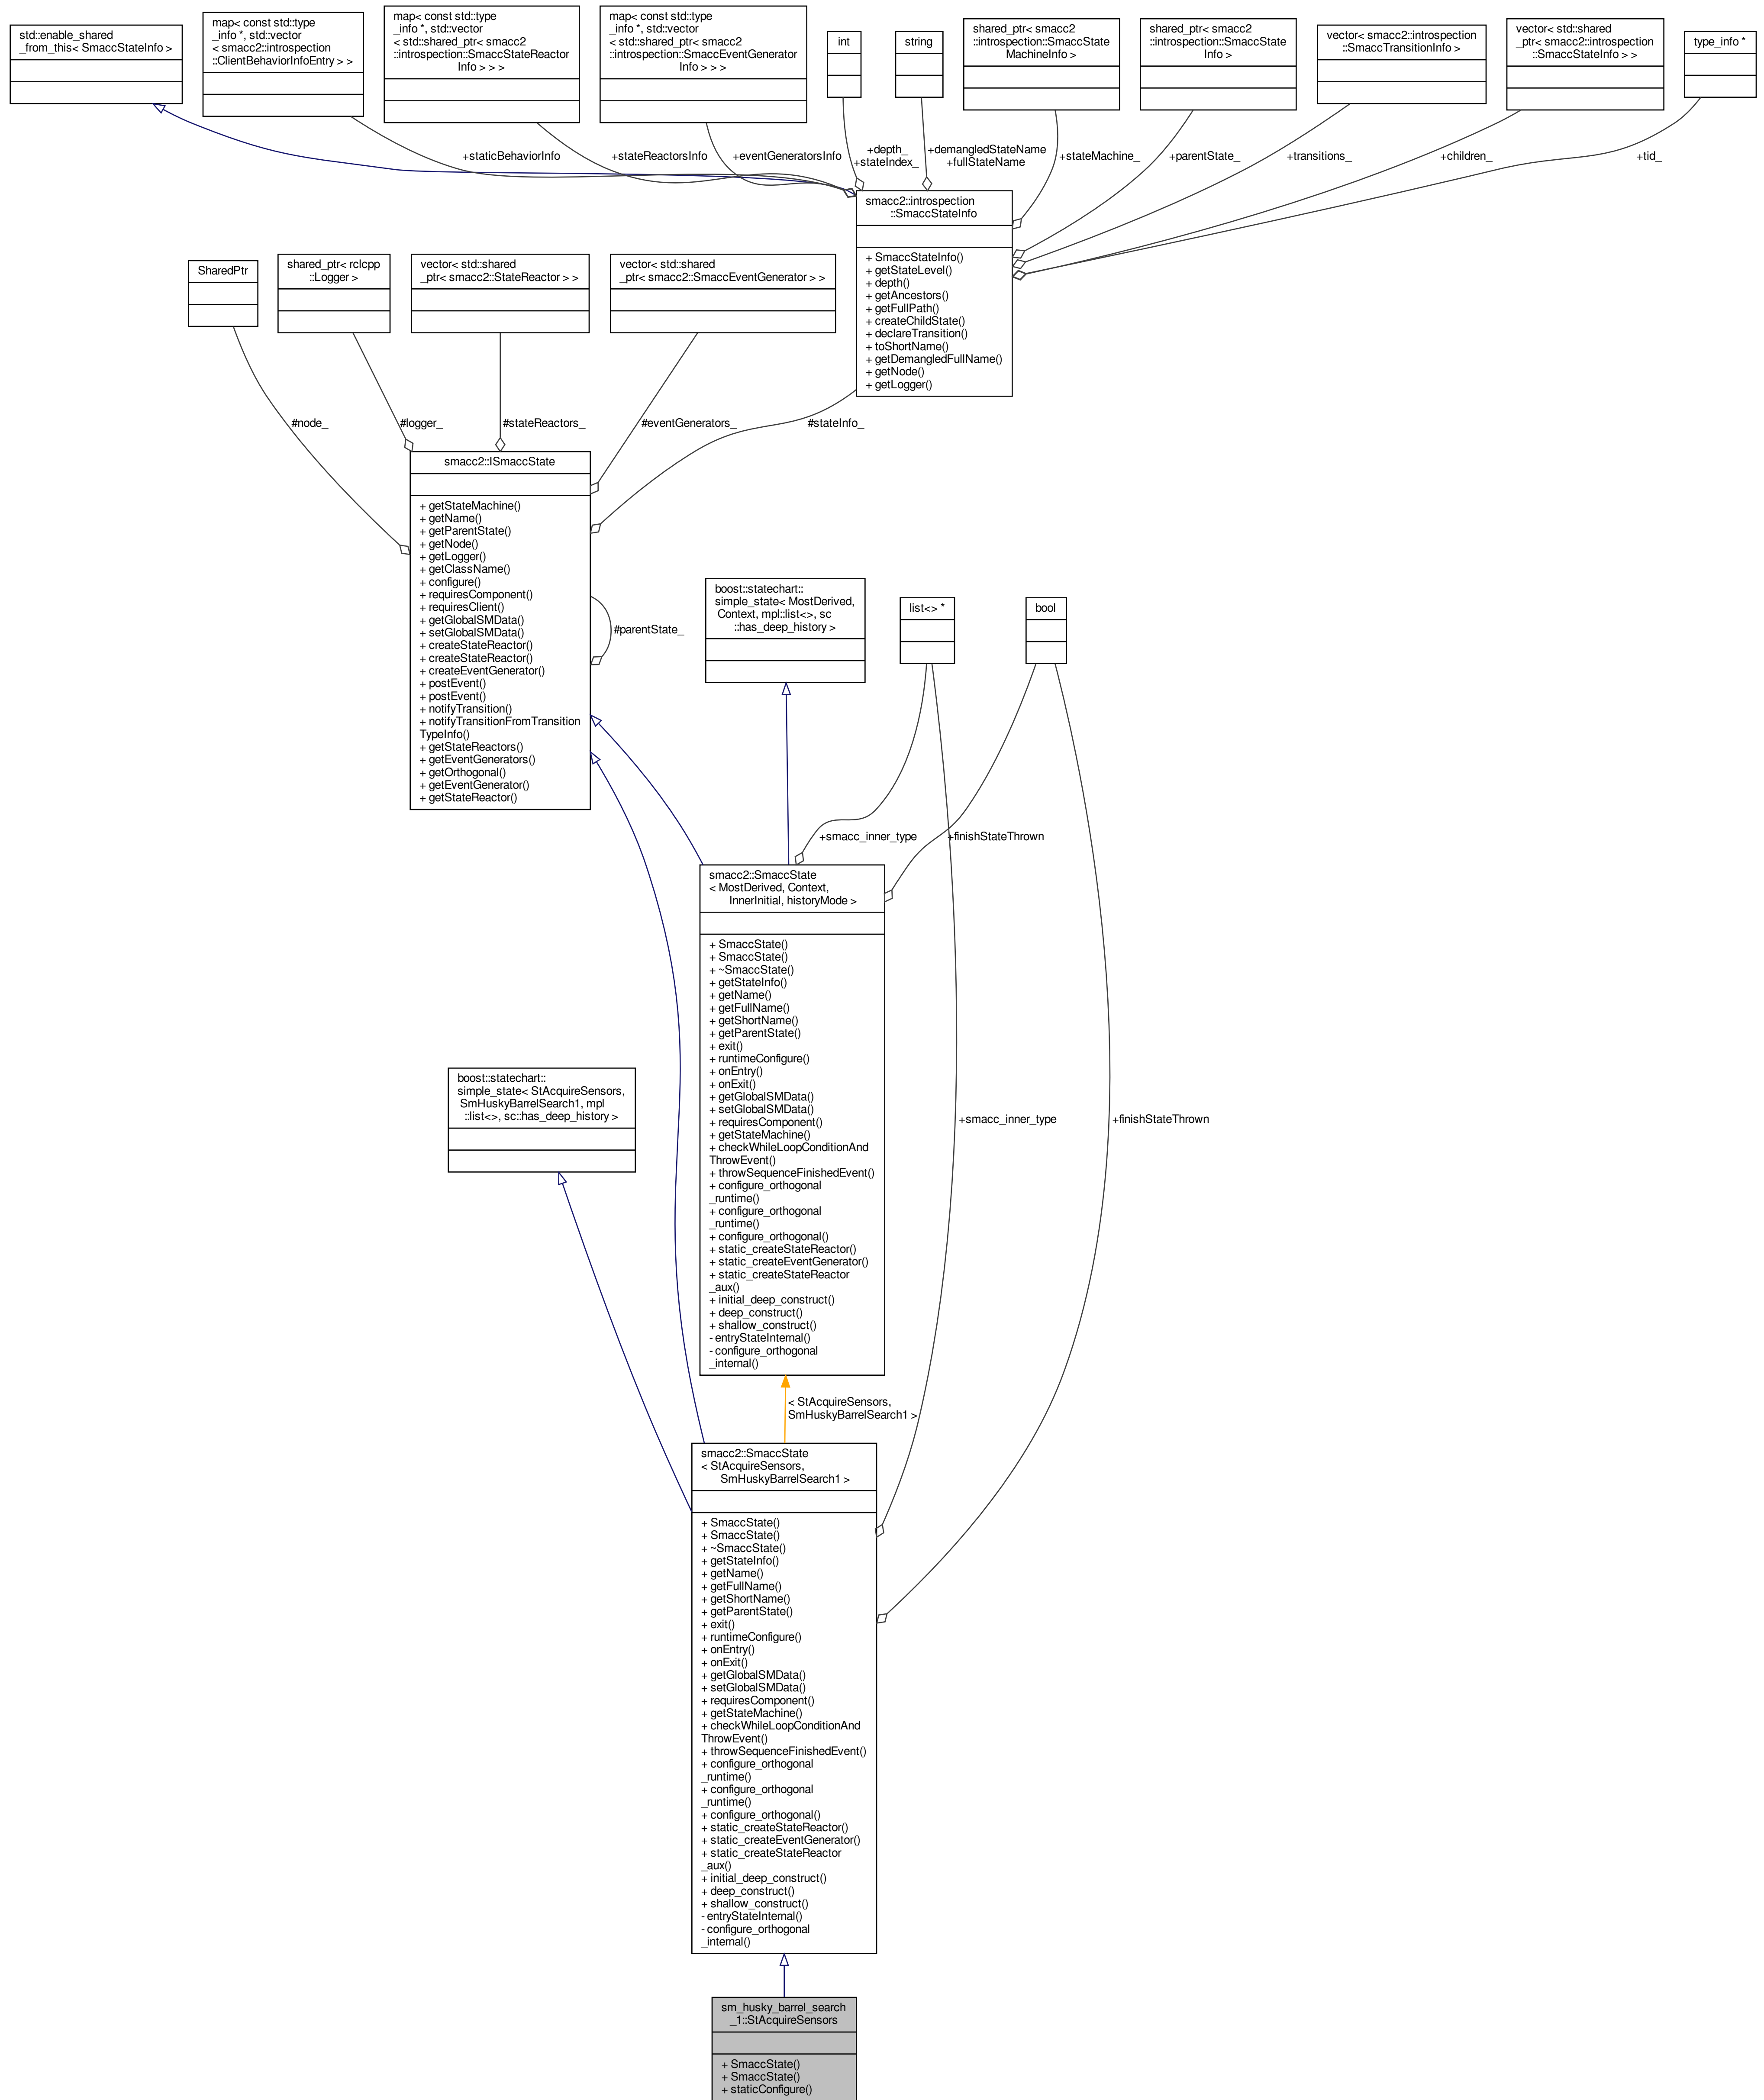 std::enable_shared
_from_this< SmaccStateInfo >
map< const std::type
_info *, std::vector
< smacc2::introspection
::ClientBehaviorInfoEntry > >
map< const std::type
_info *, std::vector
< std::shared_ptr< smacc2
::introspection::SmaccStateReactor
Info > > >
map< const std::type
_info *, std::vector
< std::shared_ptr< smacc2
::introspection::SmaccEventGenerator
Info > > >
int
string
shared_ptr< smacc2
::introspection::SmaccState
MachineInfo >
shared_ptr< smacc2
::introspection::SmaccState
Info >
vector< smacc2::introspection
::SmaccTransitionInfo >
vector< std::shared
_ptr< smacc2::introspection
::SmaccStateInfo > >
type_info *
+staticBehaviorInfo
+stateReactorsInfo
+eventGeneratorsInfo
+depth_
+stateIndex_
+demangledStateName
+fullStateName
+stateMachine_
+parentState_
+transitions_
+children_
+tid_
smacc2::introspection
::SmaccStateInfo
+ SmaccStateInfo()
+ getStateLevel()
+ depth()
+ getAncestors()
+ getFullPath()
+ createChildState()
+ declareTransition()
+ toShortName()
+ getDemangledFullName()
+ getNode()
+ getLogger()
SharedPtr
shared_ptr< rclcpp
::Logger >
vector< std::shared
_ptr< smacc2::StateReactor > >
vector< std::shared
_ptr< smacc2::SmaccEventGenerator > >
#node_
#logger_
#stateReactors_
#eventGenerators_
#stateInfo_
smacc2::ISmaccState
+ getStateMachine()
+ getName()
+ getParentState()
+ getNode()
+ getLogger()
+ getClassName()
+ configure()
+ requiresComponent()
+ requiresClient()
+ getGlobalSMData()
+ setGlobalSMData()
+ createStateReactor()
+ createStateReactor()
+ createEventGenerator()
+ postEvent()
+ postEvent()
+ notifyTransition()
+ notifyTransitionFromTransition
TypeInfo()
+ getStateReactors()
+ getEventGenerators()
+ getOrthogonal()
+ getEventGenerator()
+ getStateReactor()
#parentState_
boost::statechart::
simple_state< MostDerived,
Context, mpl::list<>, sc
::has_deep_history >
list<> *
bool
+smacc_inner_type
+finishStateThrown
smacc2::SmaccState
< MostDerived, Context,
InnerInitial, historyMode >
+ SmaccState()
+ SmaccState()
+ ~SmaccState()
+ getStateInfo()
+ getName()
+ getFullName()
+ getShortName()
+ getParentState()
+ exit()
+ runtimeConfigure()
+ onEntry()
+ onExit()
+ getGlobalSMData()
+ setGlobalSMData()
+ requiresComponent()
+ getStateMachine()
+ checkWhileLoopConditionAnd
ThrowEvent()
+ throwSequenceFinishedEvent()
+ configure_orthogonal
_runtime()
+ configure_orthogonal
_runtime()
+ configure_orthogonal()
+ static_createStateReactor()
+ static_createEventGenerator()
+ static_createStateReactor
_aux()
+ initial_deep_construct()
+ deep_construct()
+ shallow_construct()
- entryStateInternal()
- configure_orthogonal
_internal()
boost::statechart::
simple_state< StAcquireSensors,
SmHuskyBarrelSearch1, mpl
::list<>, sc::has_deep_history >
+smacc_inner_type
+finishStateThrown
< StAcquireSensors,
SmHuskyBarrelSearch1 >
smacc2::SmaccState
< StAcquireSensors,
SmHuskyBarrelSearch1 >
+ SmaccState()
+ SmaccState()
+ ~SmaccState()
+ getStateInfo()
+ getName()
+ getFullName()
+ getShortName()
+ getParentState()
+ exit()
+ runtimeConfigure()
+ onEntry()
+ onExit()
+ getGlobalSMData()
+ setGlobalSMData()
+ requiresComponent()
+ getStateMachine()
+ checkWhileLoopConditionAnd
ThrowEvent()
+ throwSequenceFinishedEvent()
+ configure_orthogonal
_runtime()
+ configure_orthogonal
_runtime()
+ configure_orthogonal()
+ static_createStateReactor()
+ static_createEventGenerator()
+ static_createStateReactor
_aux()
+ initial_deep_construct()
+ deep_construct()
+ shallow_construct()
- entryStateInternal()
- configure_orthogonal
_internal()
sm_husky_barrel_search
_1::StAcquireSensors
+ SmaccState()
+ SmaccState()
+ staticConfigure()